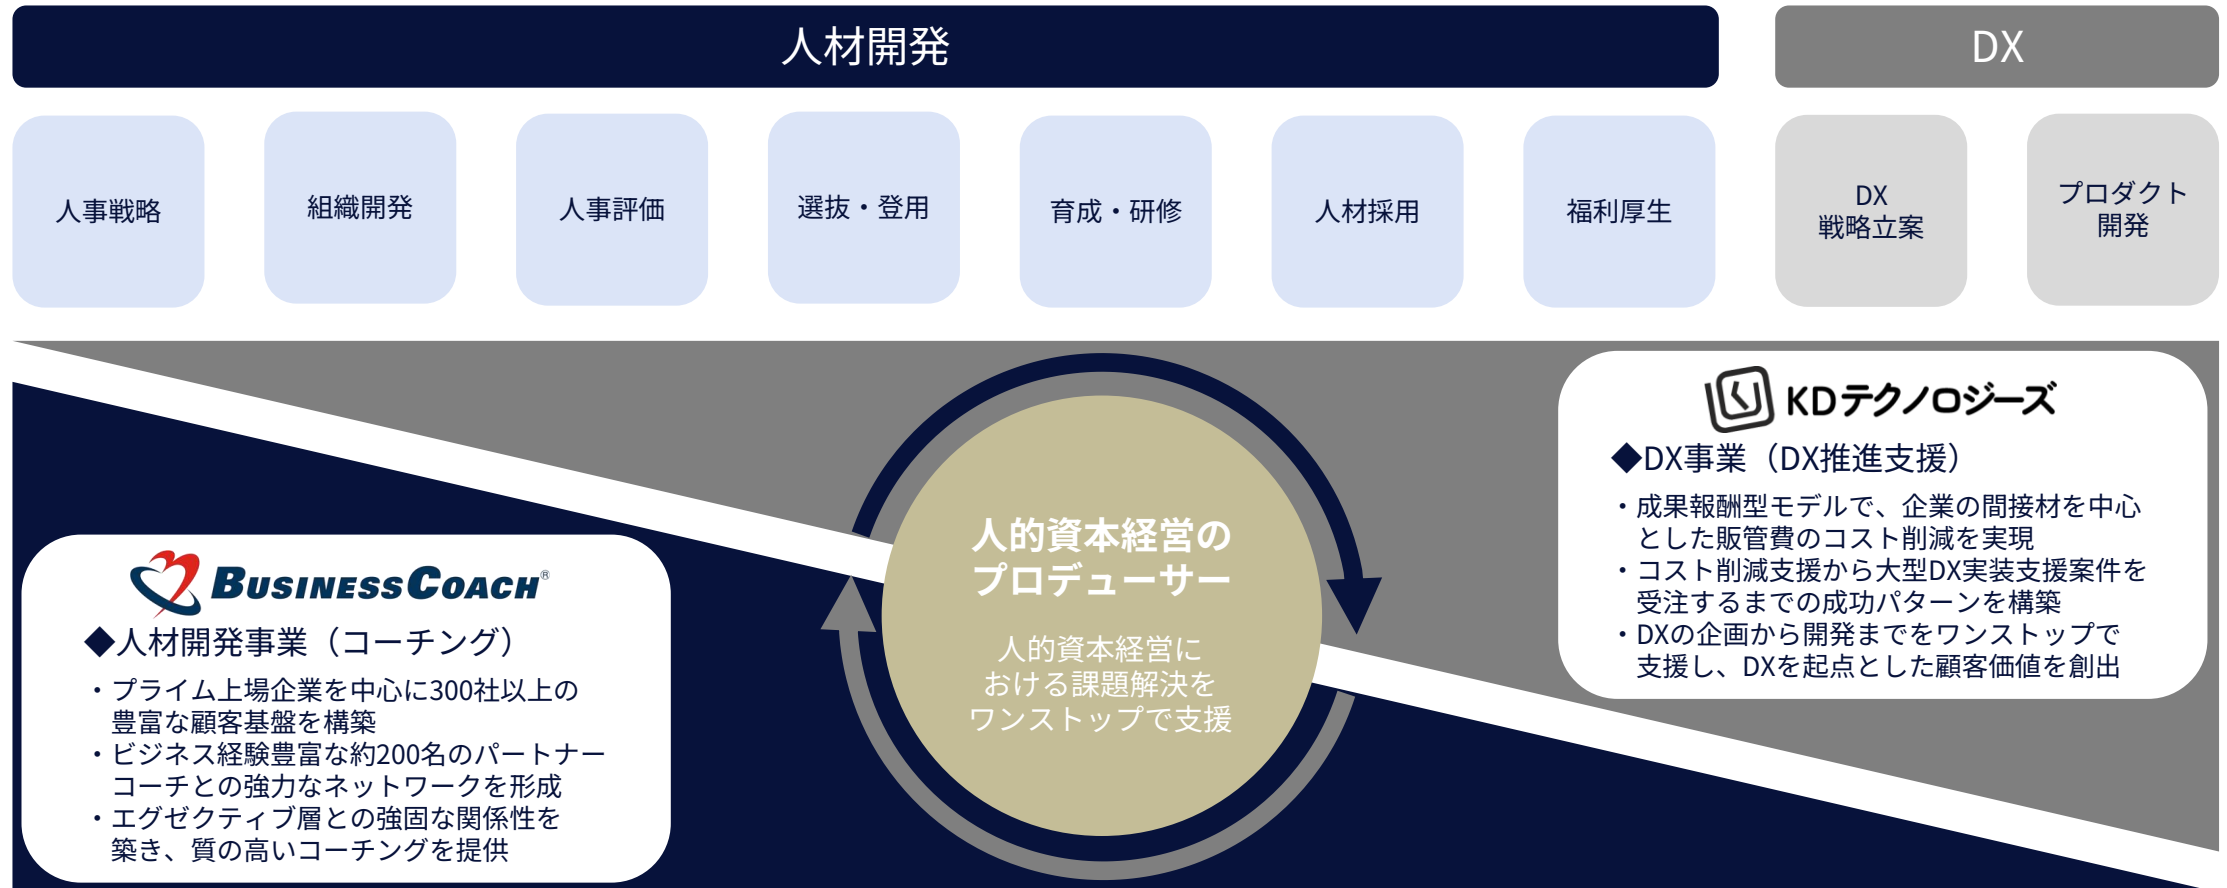 人材開発
DX
人事戦略
組織開発
人事評価
選抜・登用
育成・研修
人材採用
福利厚生
DX
戦略立案
プロダクト
開発
KDテクノロジーズ
◆DX事業（DX推進支援）
・成果報酬型モデルで、企業の間接材を中心
とした販管費のコスト削減を実現
・コスト削減支援から大型DX実装支援案件を
受注するまでの成功パターンを構築
・DXの企画から開発までをワンストップで
支援し、DXを起点とした顧客価値を創出
人的資本経営の
プロデューサー
人的資本経営に
おける課題解決を
ワンストップで支援
BUSINESSCOACH®
◆人材開発事業（コーチング）
・プライム上場企業を中心に300社以上の
豊富な顧客基盤を構築
・ビジネス経験豊富な約200名のパートナー
コーチとの強力なネットワークを形成
・エグゼクティブ層との強固な関係性を
築き、質の高いコーチングを提供